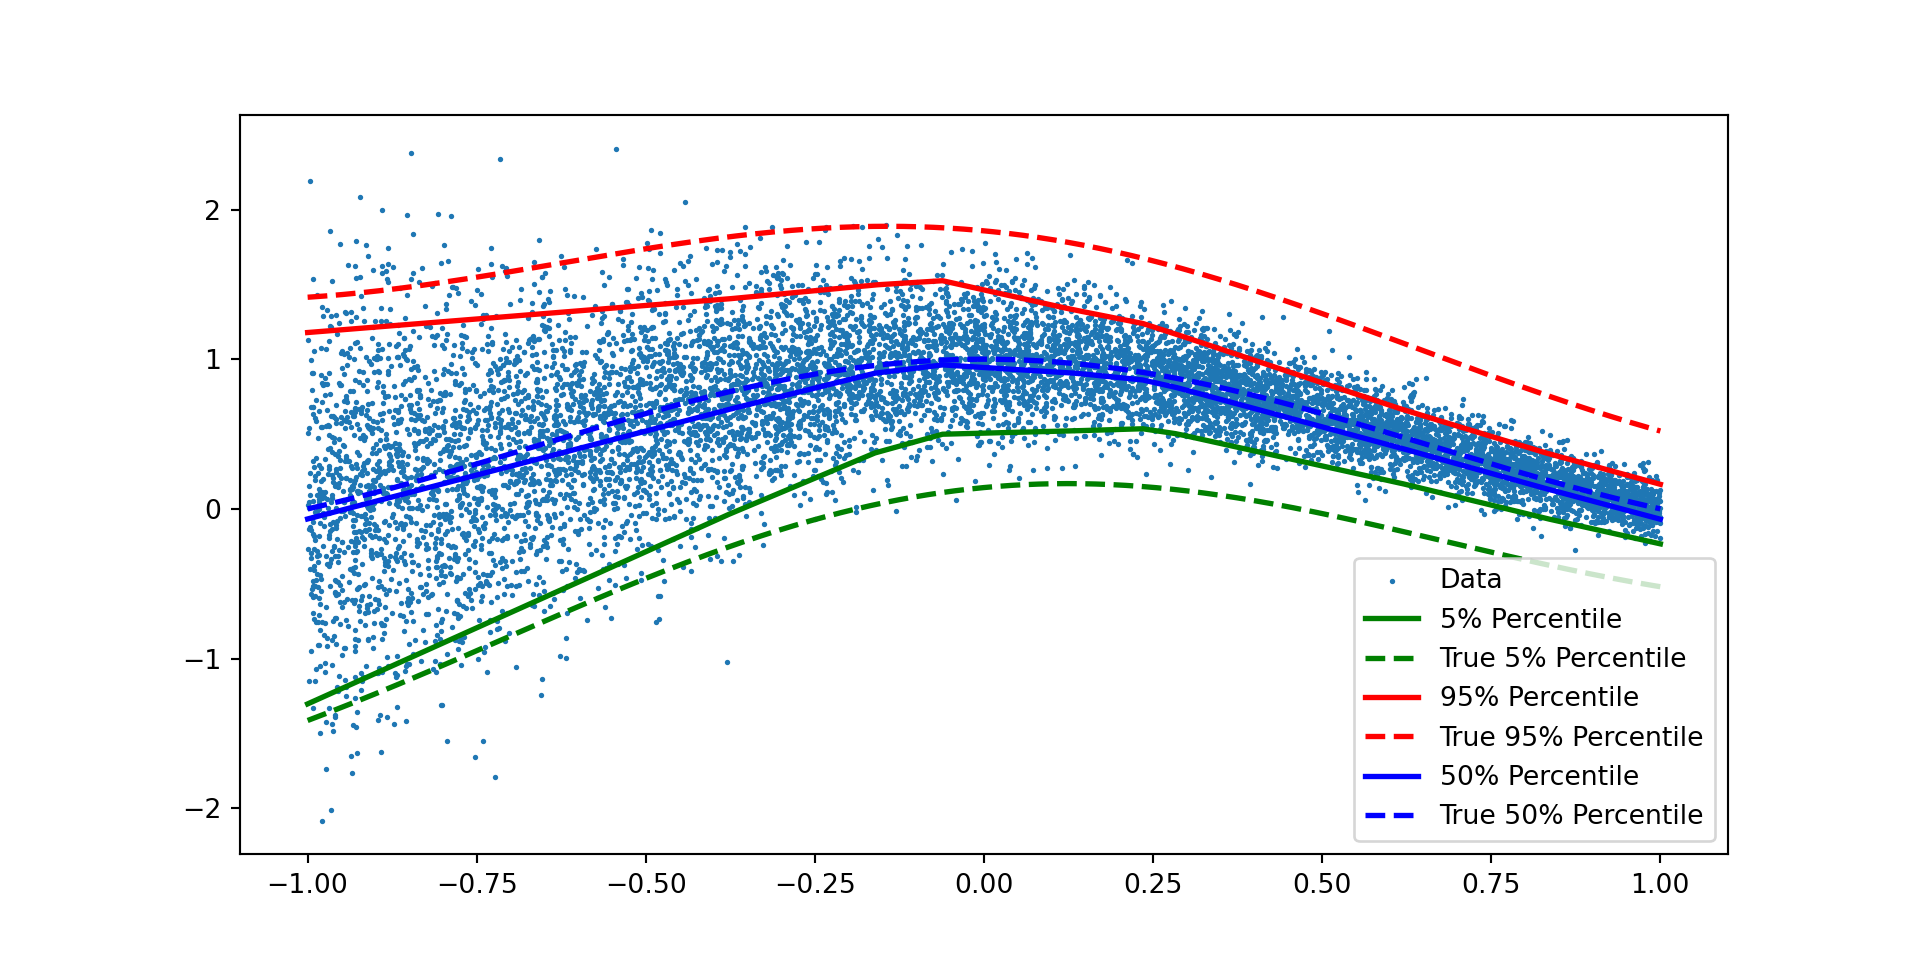 2
1
0
−1
−2
−1.00 −0.75 −0.50 −0.25 0.00 0.25 0.50 0.75 1.00
Data
5% Percentile
True 5% Percentile
95% Percentile
True 95% Percentile
50% Percentile
True 50% Percentile